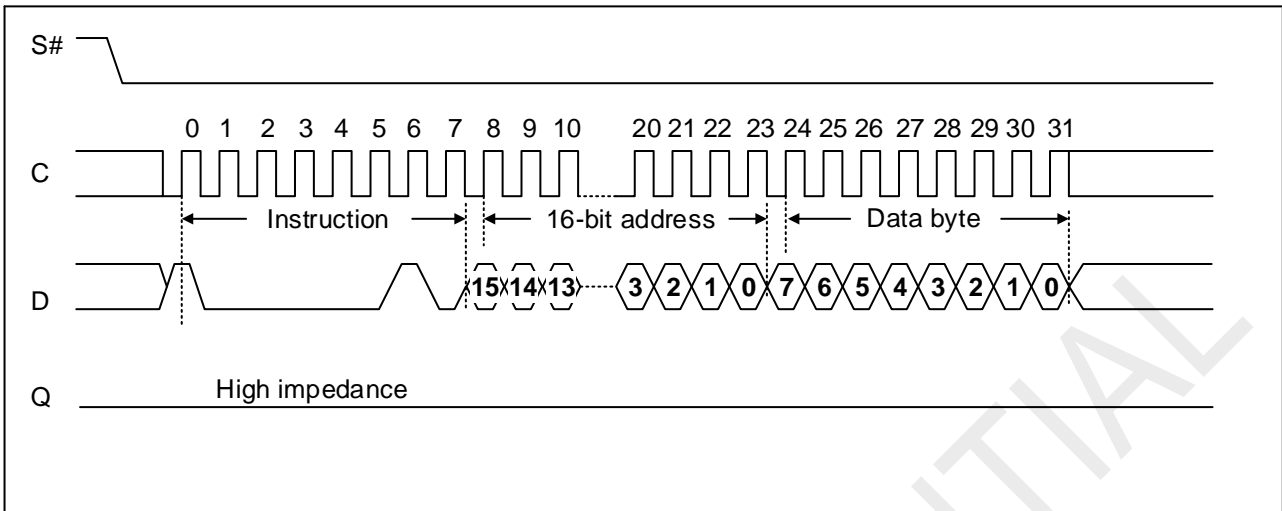 S#
0 1 2 3 4 5 6 7 8 9 10 20 21 22 23 24 25 26 27 28 29 30 31
C
Instruction 16-bit address Data byte
D 15 14 13 3 2 1 0 7 6 5 4 3 2 1 0
High impedance
Q
NTIAL